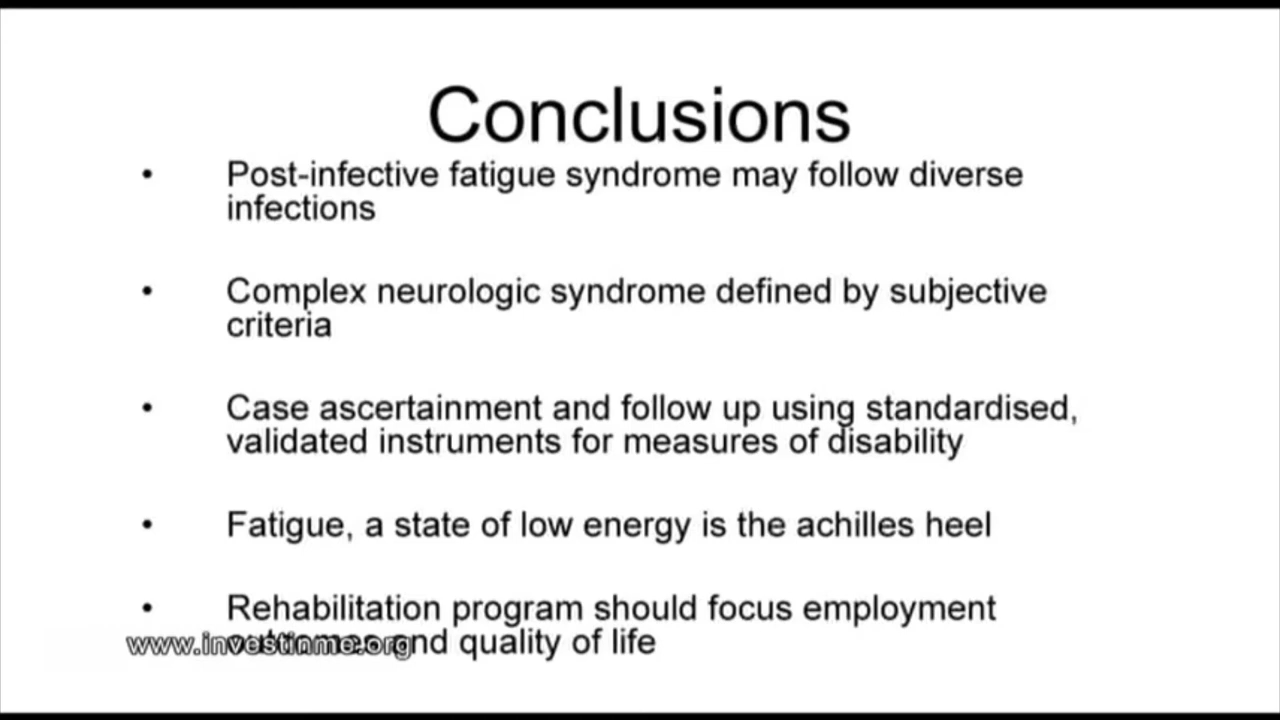 Conclusions
• Post-infective fatigue syndrome may follow diverse
infections
• Complex neurologic syndrome defined by subjective
criteria
• Case ascertainment and follow up using standardised,
validated instruments for measures of disability
• Fatigue, a state of low energy is the achilles heel
• Rehabilitation program should focus employment
outcomes and quality of life
www.investinme.org